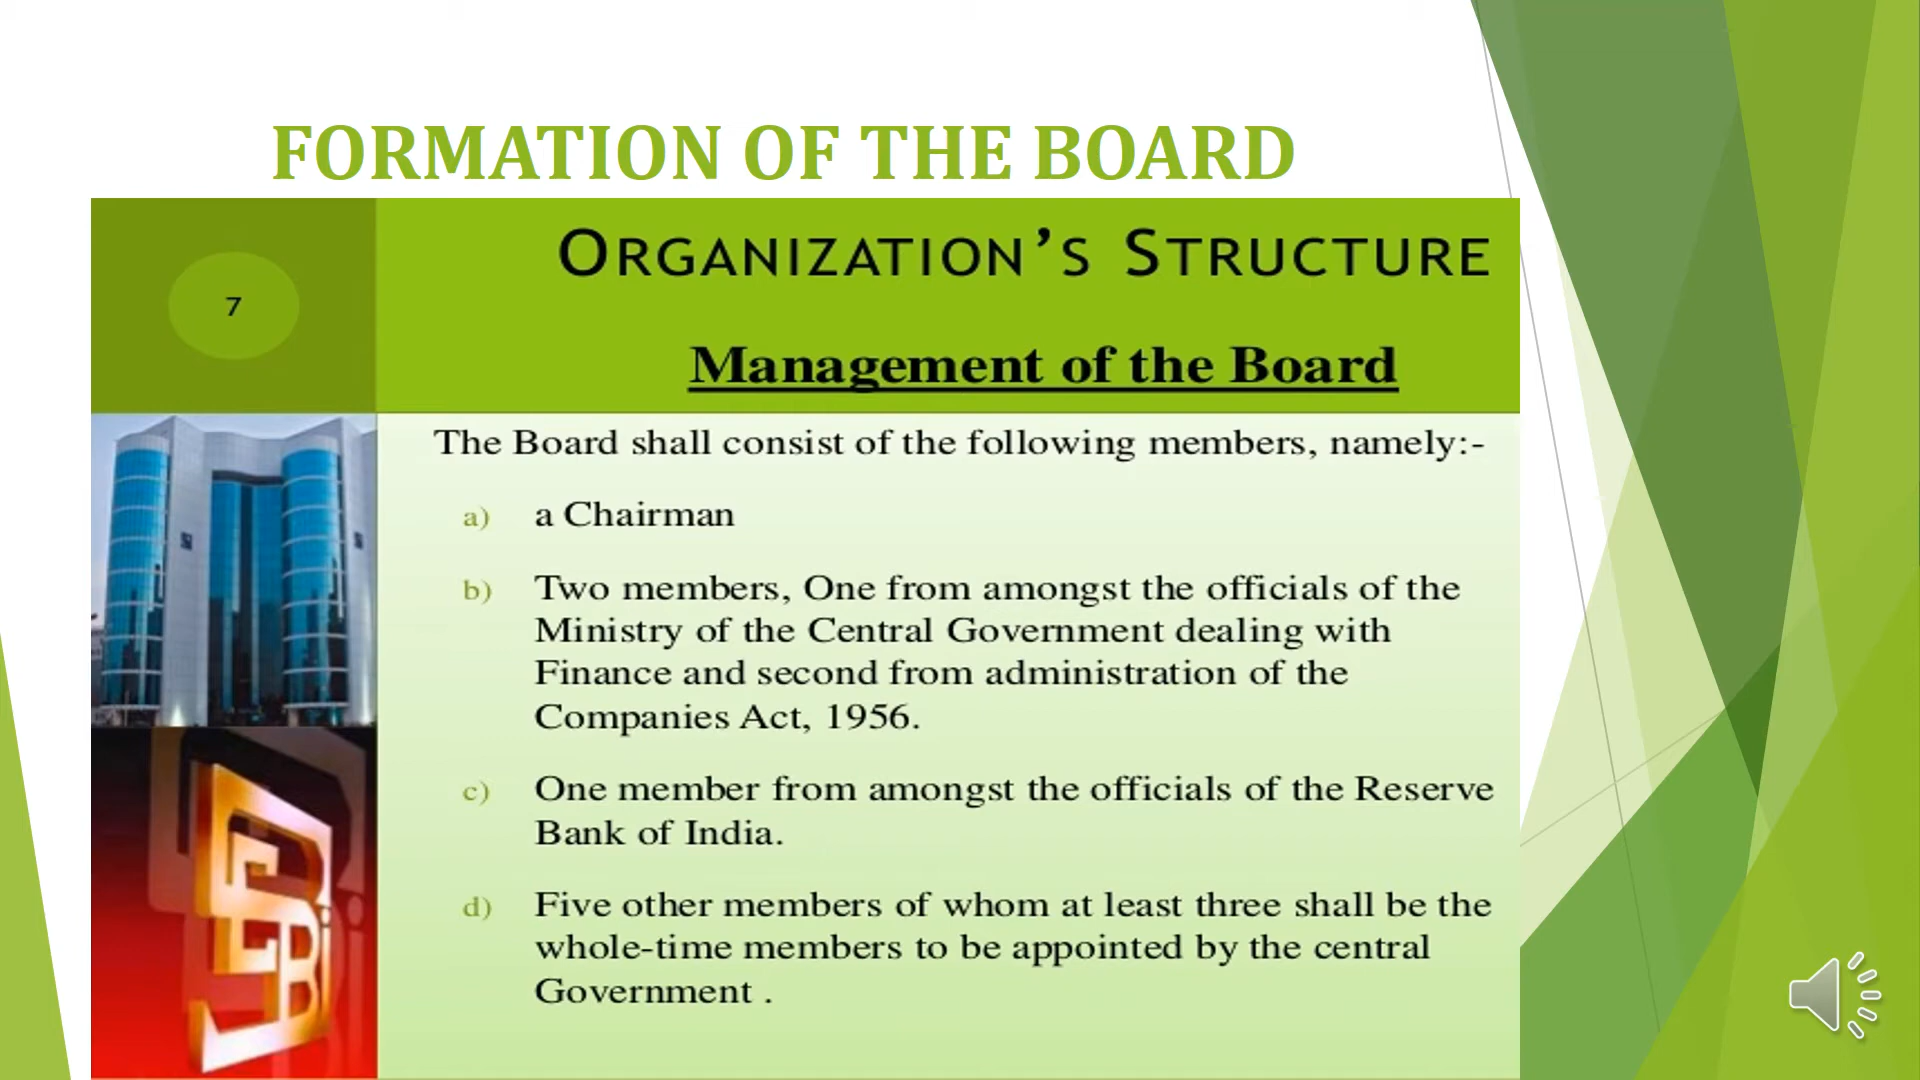 FORMATION OF THE BOARD
7
ORGANIZATION'S STRUCTURE
Management of the Board
The Board shall consist of the following members, namely:-
a) a Chairman
b) Two members, One from amongst the officials of the
Ministry of the Central Government dealing with
Finance and second from administration of the
Companies Act, 1956.
c) One member from amongst the officials of the Reserve
Bank of India.
d) Five other members of whom at least three shall be the
whole-time members to be appointed by the central
Government .
SEBi